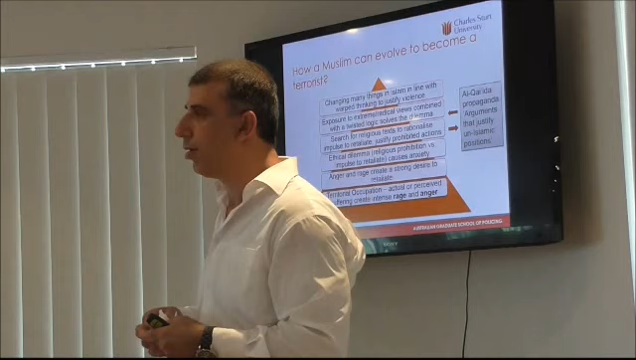 Charles Sturt
University
How a Muslim can evolve to become a
terrorist?
Changing many things in Islam in line with
warped thinking to justify violence
Exposure to extreme/radical views combined
with a twisted logic solves the dilemma
Search for religious texts to rationalise
impulse to retaliate, justify prohibited actions
Ethical dilemma (religious prohibition vs.
impulse to retaliate) causes anxiety
Anger and rage create a strong desire to
retaliate
Territorial Occupation – actual or perceived
suffering create intense rage and anger
Al-Qai'da
propaganda
'Arguments
that justify
un-Islamic
positions'
AUSTRALIAN GRADUATE SCHOOL OF POLICING